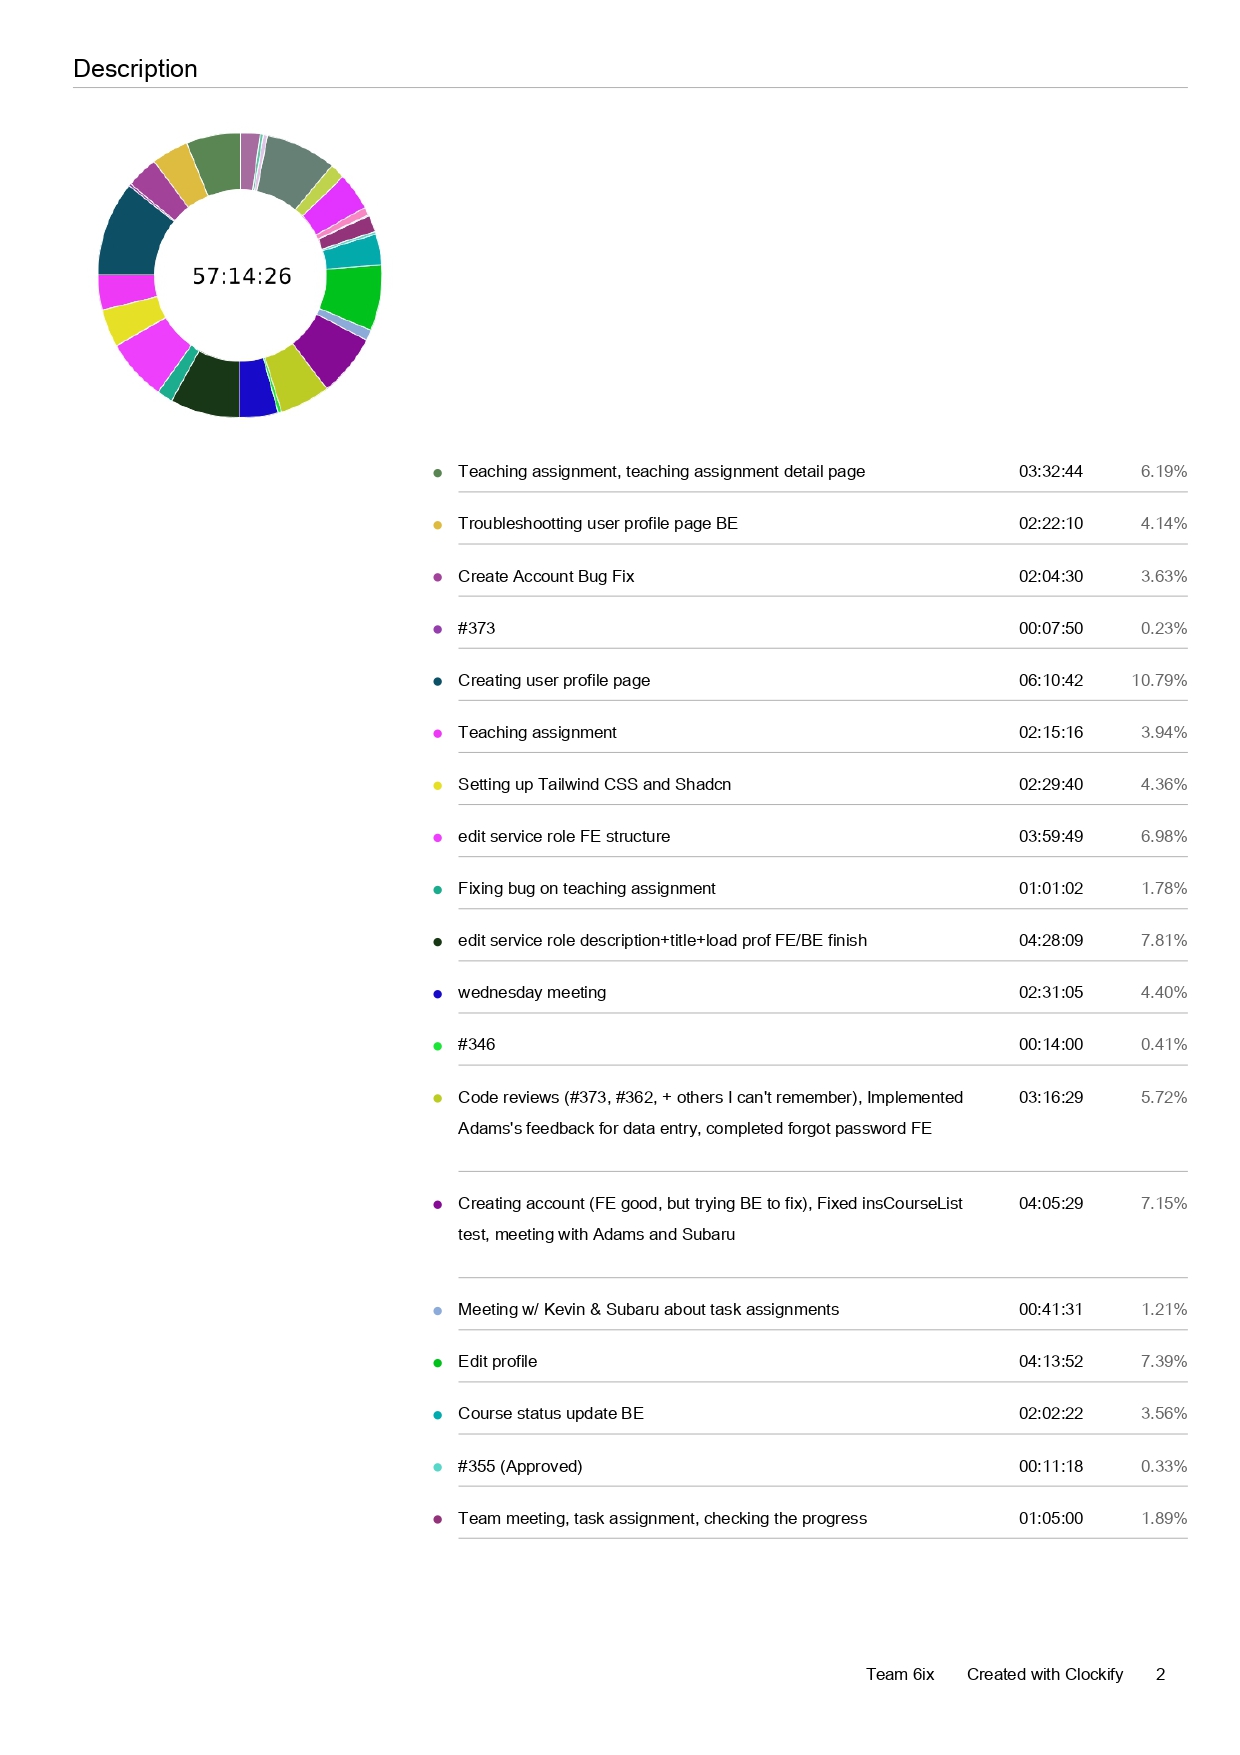 Description
57:14:26
Teaching assignment, teaching assignment detail page 03:32:44 6.19%
Troubleshootting user profile page BE 02:22:10 4.14%
Create Account Bug Fix 02:04:30 3.63%
#373 00:07:50 0.23%
Creating user profile page 06:10:42 10.79%
Teaching assignment 02:15:16 3.94%
Setting up Tailwind CSS and Shadcn 02:29:40 4.36%
edit service role FE structure 03:59:49 6.98%
Fixing bug on teaching assignment 01:01:02 1.78%
edit service role description+title+load prof FE/BE finish 04:28:09 7.81%
wednesday meeting 02:31:05 4.40%
#346 00:14:00 0.41%
Code reviews (#373, #362, + others I can't remember), Implemented 03:16:29 5.72%
Adams's feedback for data entry, completed forgot password FE
Creating account (FE good, but trying BE to fix), Fixed insCourseList 04:05:29 7.15%
test, meeting with Adams and Subaru
Meeting w/ Kevin & Subaru about task assignments 00:41:31 1.21%
Edit profile 04:13:52 7.39%
Course status update BE 02:02:22 3.56%
#355 (Approved) 00:11:18 0.33%
Team meeting, task assignment, checking the progress 01:05:00 1.89%
Team 6ix Created with Clockify 2